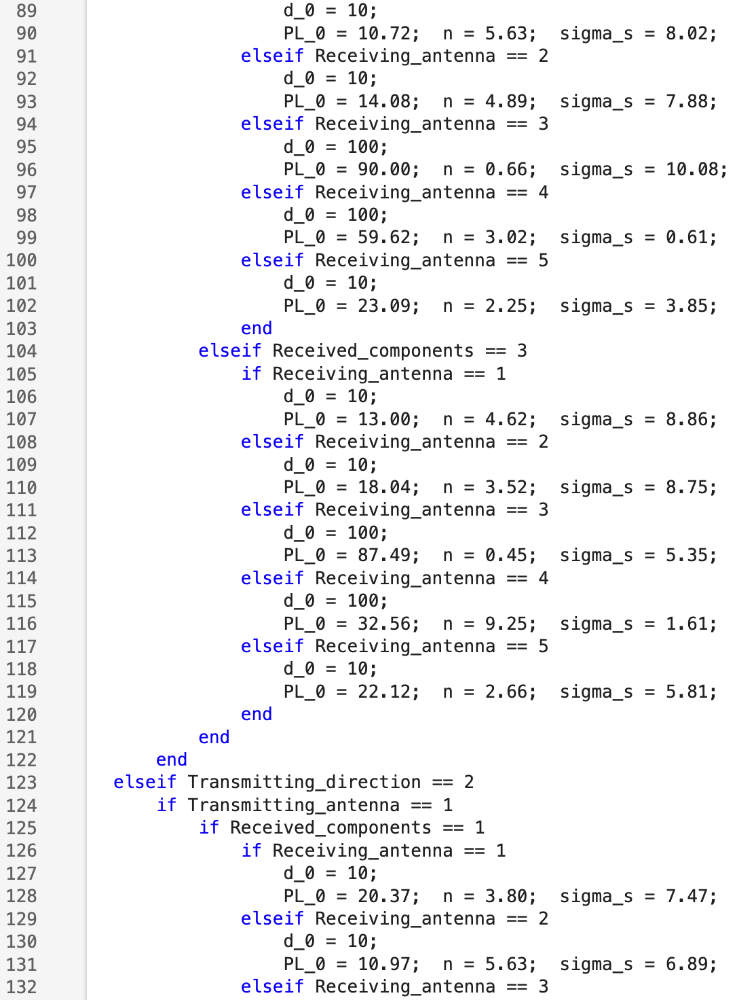 89 d_0 = 10;
90 PL_0 = 10.72; n = 5.63; sigma_s = 8.02;
91 elseif Receiving_antenna == 2
92 d_0 = 10;
93 PL_0 = 14.08; n = 4.89; sigma_s = 7.88;
94 elseif Receiving_antenna == 3
95 d_0 = 100;
96 PL_0 = 90.00; n = 0.66; sigma_s = 10.08;
97 elseif Receiving_antenna == 4
98 d_0 = 100;
99 PL_0 = 59.62; n = 3.02; sigma_s = 0.61;
100 elseif Receiving_antenna == 5
101 d_0 = 10;
102 PL_0 = 23.09; n = 2.25; sigma_s = 3.85;
103 end
104 elseif Received_components == 3
105 if Receiving_antenna == 1
106 d_0 = 10;
107 PL_0 = 13.00; n = 4.62; sigma_s = 8.86;
108 elseif Receiving_antenna == 2
109 d_0 = 10;
110 PL_0 = 18.04; n = 3.52; sigma_s = 8.75;
111 elseif Receiving_antenna == 3
112 d_0 = 100;
113 PL_0 = 87.49; n = 0.45; sigma_s = 5.35;
114 elseif Receiving_antenna == 4
115 d_0 = 100;
116 PL_0 = 32.56; n = 9.25; sigma_s = 1.61;
117 elseif Receiving_antenna == 5
118 d_0 = 10;
119 PL_0 = 22.12; n = 2.66; sigma_s = 5.81;
120 end
121 end
122 end
123 elseif Transmitting_direction == 2
124 if Transmitting_antenna == 1
125 if Received_components == 1
126 if Receiving_antenna == 1
127 d_0 = 10;
128 PL_0 = 20.37; n = 3.80; sigma_s = 7.47;
129 elseif Receiving_antenna == 2
130 d_0 = 10;
131 PL_0 = 10.97; n = 5.63; sigma_s = 6.89;
132 elseif Receiving_antenna == 3